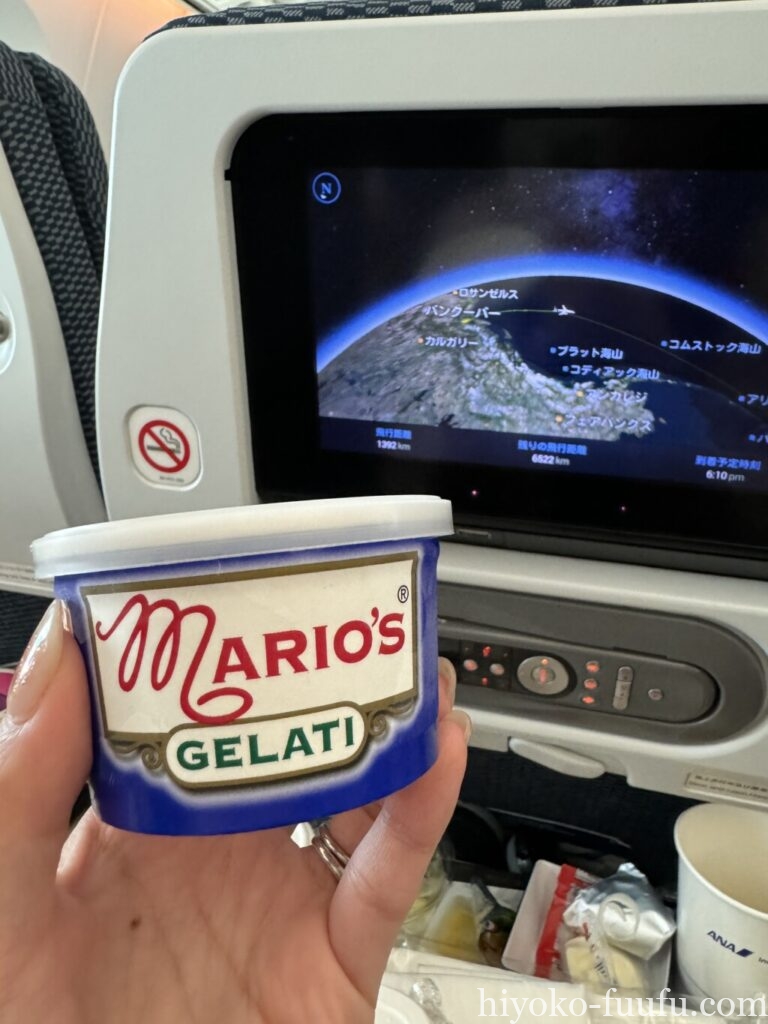 N
ロサンゼルス
バンクーバー
カルガリー
プラット海山
コムストック海山
コディアック海山
アンカレジ
フェアバンクス
飛行距離
1392 km
残りの飛行距離
6522 km
到着予定時刻
6:10 pm
MARIO'S®
GELATI
ANA
hiyoko-fuufu.com